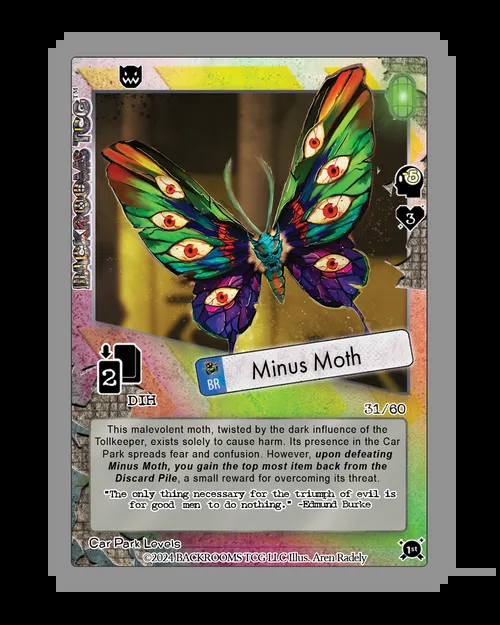 BACKROOMS TCG™
5
3
BR
Minus Moth
2
DIH
31/60
This malevolent moth, twisted by the dark influence of the
Tollkeeper, exists solely to cause harm. Its presence in the Car
Park spreads fear and confusion. However, upon defeating
Minus Moth, you gain the top most item back from the
Discard Pile, a small reward for overcoming its threat.
"The only thing necessary for the triumph of evil is
for good men to do nothing." -Edmund Burke
Car Park Levels
1st
©2024 BACKROOMS TCG LLC Illus. Aren Radely